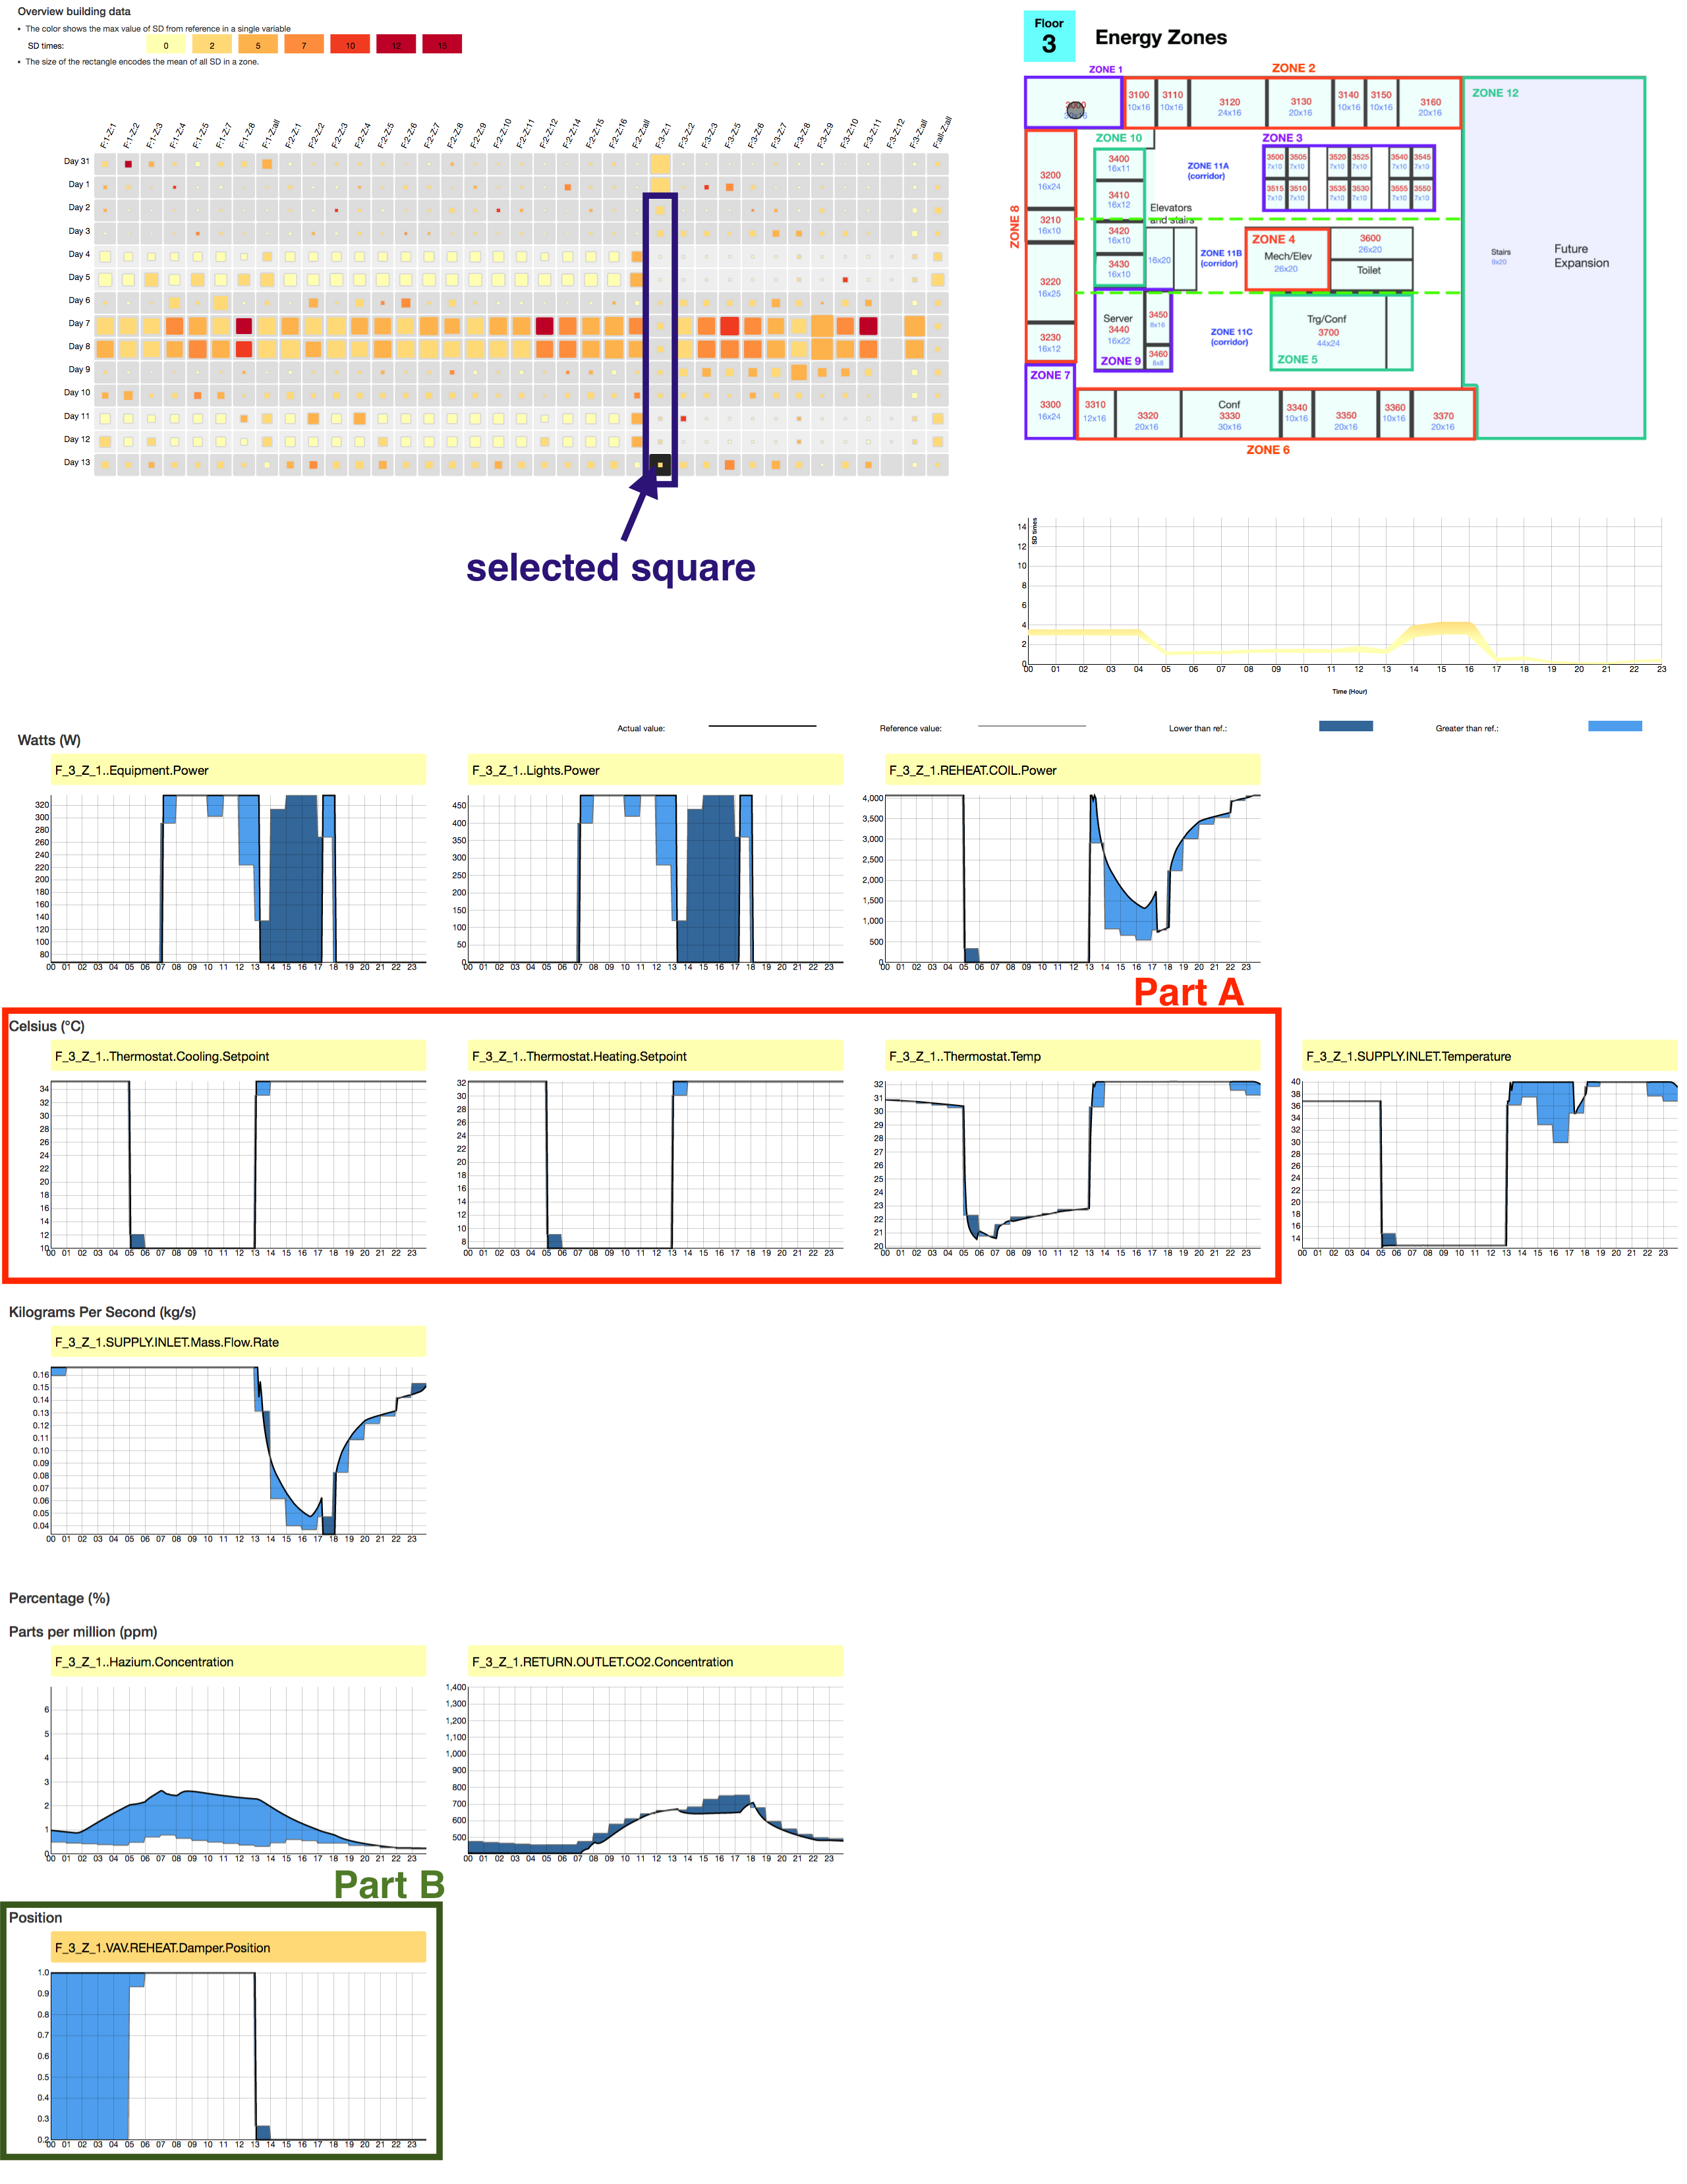 Overview building data
• The color shows the max value of SD from reference in a single variable
SD times: 0 2 5 7 10 12 15
• The size of the rectangle encodes the mean of all SD in a zone.
F:1-Z:1 F:1-Z:2 F:1-Z:3 F:1-Z:4 F:1-Z:5 F:1-Z:7 F:1-Z:8 F:1-Z:all F:2-Z:1 F:2-Z:2 F:2-Z:3 F:2-Z:4 F:2-Z:5 F:2-Z:6 F:2-Z:7 F:2-Z:8 F:2-Z:9 F:2-Z:10 F:2-Z:11 F:2-Z:12 F:2-Z:14 F:2-Z:15 F:2-Z:16 F:2-Z:all F:3-Z:1 F:3-Z:2 F:3-Z:3 F:3-Z:5 F:3-Z:6 F:3-Z:7 F:3-Z:8 F:3-Z:9 F:3-Z:10 F:3-Z:11 F:3-Z:12 F:3-Z:all F:all-Z:all
Day 31
Day 1
Day 2
Day 3
Day 4
Day 5
Day 6
Day 7
Day 8
Day 9
Day 10
Day 11
Day 12
Day 13
selected square
Floor
3
Energy Zones
ZONE 1
ZONE 2
3100 3110 3120 3130 3140 3150 3160
10x16 10x16 24x16 20x16 10x16 10x16 20x16
ZONE 12
ZONE 10
ZONE 3
3400
16x11
3410
16x12
ZONE 11A
(corridor)
3500 3505 3520 3525 3540 3545
7x10 7x10 7x10 7x10 7x10 7x10
3515 3510 3535 3530 3555 3550
7x10 7x10 7x10 7x10 7x10 7x10
3200
16x24
Elevators
and stairs
ZONE 8
3210
16x10
3420
16x10
3430
16x10
16x20
ZONE 11B
(corridor)
ZONE 4
Mech/Elev
26x20
3600
26x20
Toilet
Stairs
9x20
Future
Expansion
3220
16x25
3230
16x12
Server
3440
16x22
ZONE 9
3450
8x16
3460
8x8
ZONE 11C
(corridor)
Trg/Conf
3700
44x24
ZONE 5
ZONE 7
3300
16x24
3310
12x16
3320
20x16
Conf
3330
30x16
3340
10x16
3350
20x16
3360
10x16
3370
20x16
ZONE 6
SD times
14
12
10
8
6
4
2
0
00 01 02 03 04 05 06 07 08 09 10 11 12 13 14 15 16 17 18 19 20 21 22 23
Time (Hour)
Actual value: Reference value: Lower than ref.: Greater than ref.:
Watts (W)
F_3_Z_1..Equipment.Power
320
300
280
260
240
220
200
180
160
140
120
100
80
00 01 02 03 04 05 06 07 08 09 10 11 12 13 14 15 16 17 18 19 20 21 22 23
F_3_Z_1..Lights.Power
450
400
350
300
250
200
150
100
50
0
00 01 02 03 04 05 06 07 08 09 10 11 12 13 14 15 16 17 18 19 20 21 22 23
F_3_Z_1.REHEAT.COIL.Power
4,000
3,500
3,000
2,500
2,000
1,500
1,000
500
0
00 01 02 03 04 05 06 07 08 09 10 11 12 13 14 15 16 17 18 19 20 21 22 23
Part A
Celsius (°C)
F_3_Z_1..Thermostat.Cooling.Setpoint
34
32
30
28
26
24
22
20
18
16
14
12
10
00 01 02 03 04 05 06 07 08 09 10 11 12 13 14 15 16 17 18 19 20 21 22 23
F_3_Z_1..Thermostat.Heating.Setpoint
32
30
28
26
24
22
20
18
16
14
12
10
8
00 01 02 03 04 05 06 07 08 09 10 11 12 13 14 15 16 17 18 19 20 21 22 23
F_3_Z_1..Thermostat.Temp
32
31
30
29
28
27
26
25
24
23
22
21
20
00 01 02 03 04 05 06 07 08 09 10 11 12 13 14 15 16 17 18 19 20 21 22 23
F_3_Z_1.SUPPLY.INLET.Temperature
40
38
36
34
32
30
28
26
24
22
20
18
16
14
00 01 02 03 04 05 06 07 08 09 10 11 12 13 14 15 16 17 18 19 20 21 22 23
Kilograms Per Second (kg/s)
F_3_Z_1.SUPPLY.INLET.Mass.Flow.Rate
0.16
0.15
0.14
0.13
0.12
0.11
0.10
0.09
0.08
0.07
0.06
0.05
0.04
00 01 02 03 04 05 06 07 08 09 10 11 12 13 14 15 16 17 18 19 20 21 22 23
Percentage (%)
Parts per million (ppm)
F_3_Z_1..Hazium.Concentration
6
5
4
3
2
1
0
00 01 02 03 04 05 06 07 08 09 10 11 12 13 14 15 16 17 18 19 20 21 22 23
F_3_Z_1.RETURN.OUTLET.CO2.Concentration
1,400
1,300
1,200
1,100
1,000
900
800
700
600
500
00 01 02 03 04 05 06 07 08 09 10 11 12 13 14 15 16 17 18 19 20 21 22 23
Part B
Position
F_3_Z_1.VAV.REHEAT.Damper.Position
1.0
0.9
0.8
0.7
0.6
0.5
0.4
0.3
0.2
00 01 02 03 04 05 06 07 08 09 10 11 12 13 14 15 16 17 18 19 20 21 22 23